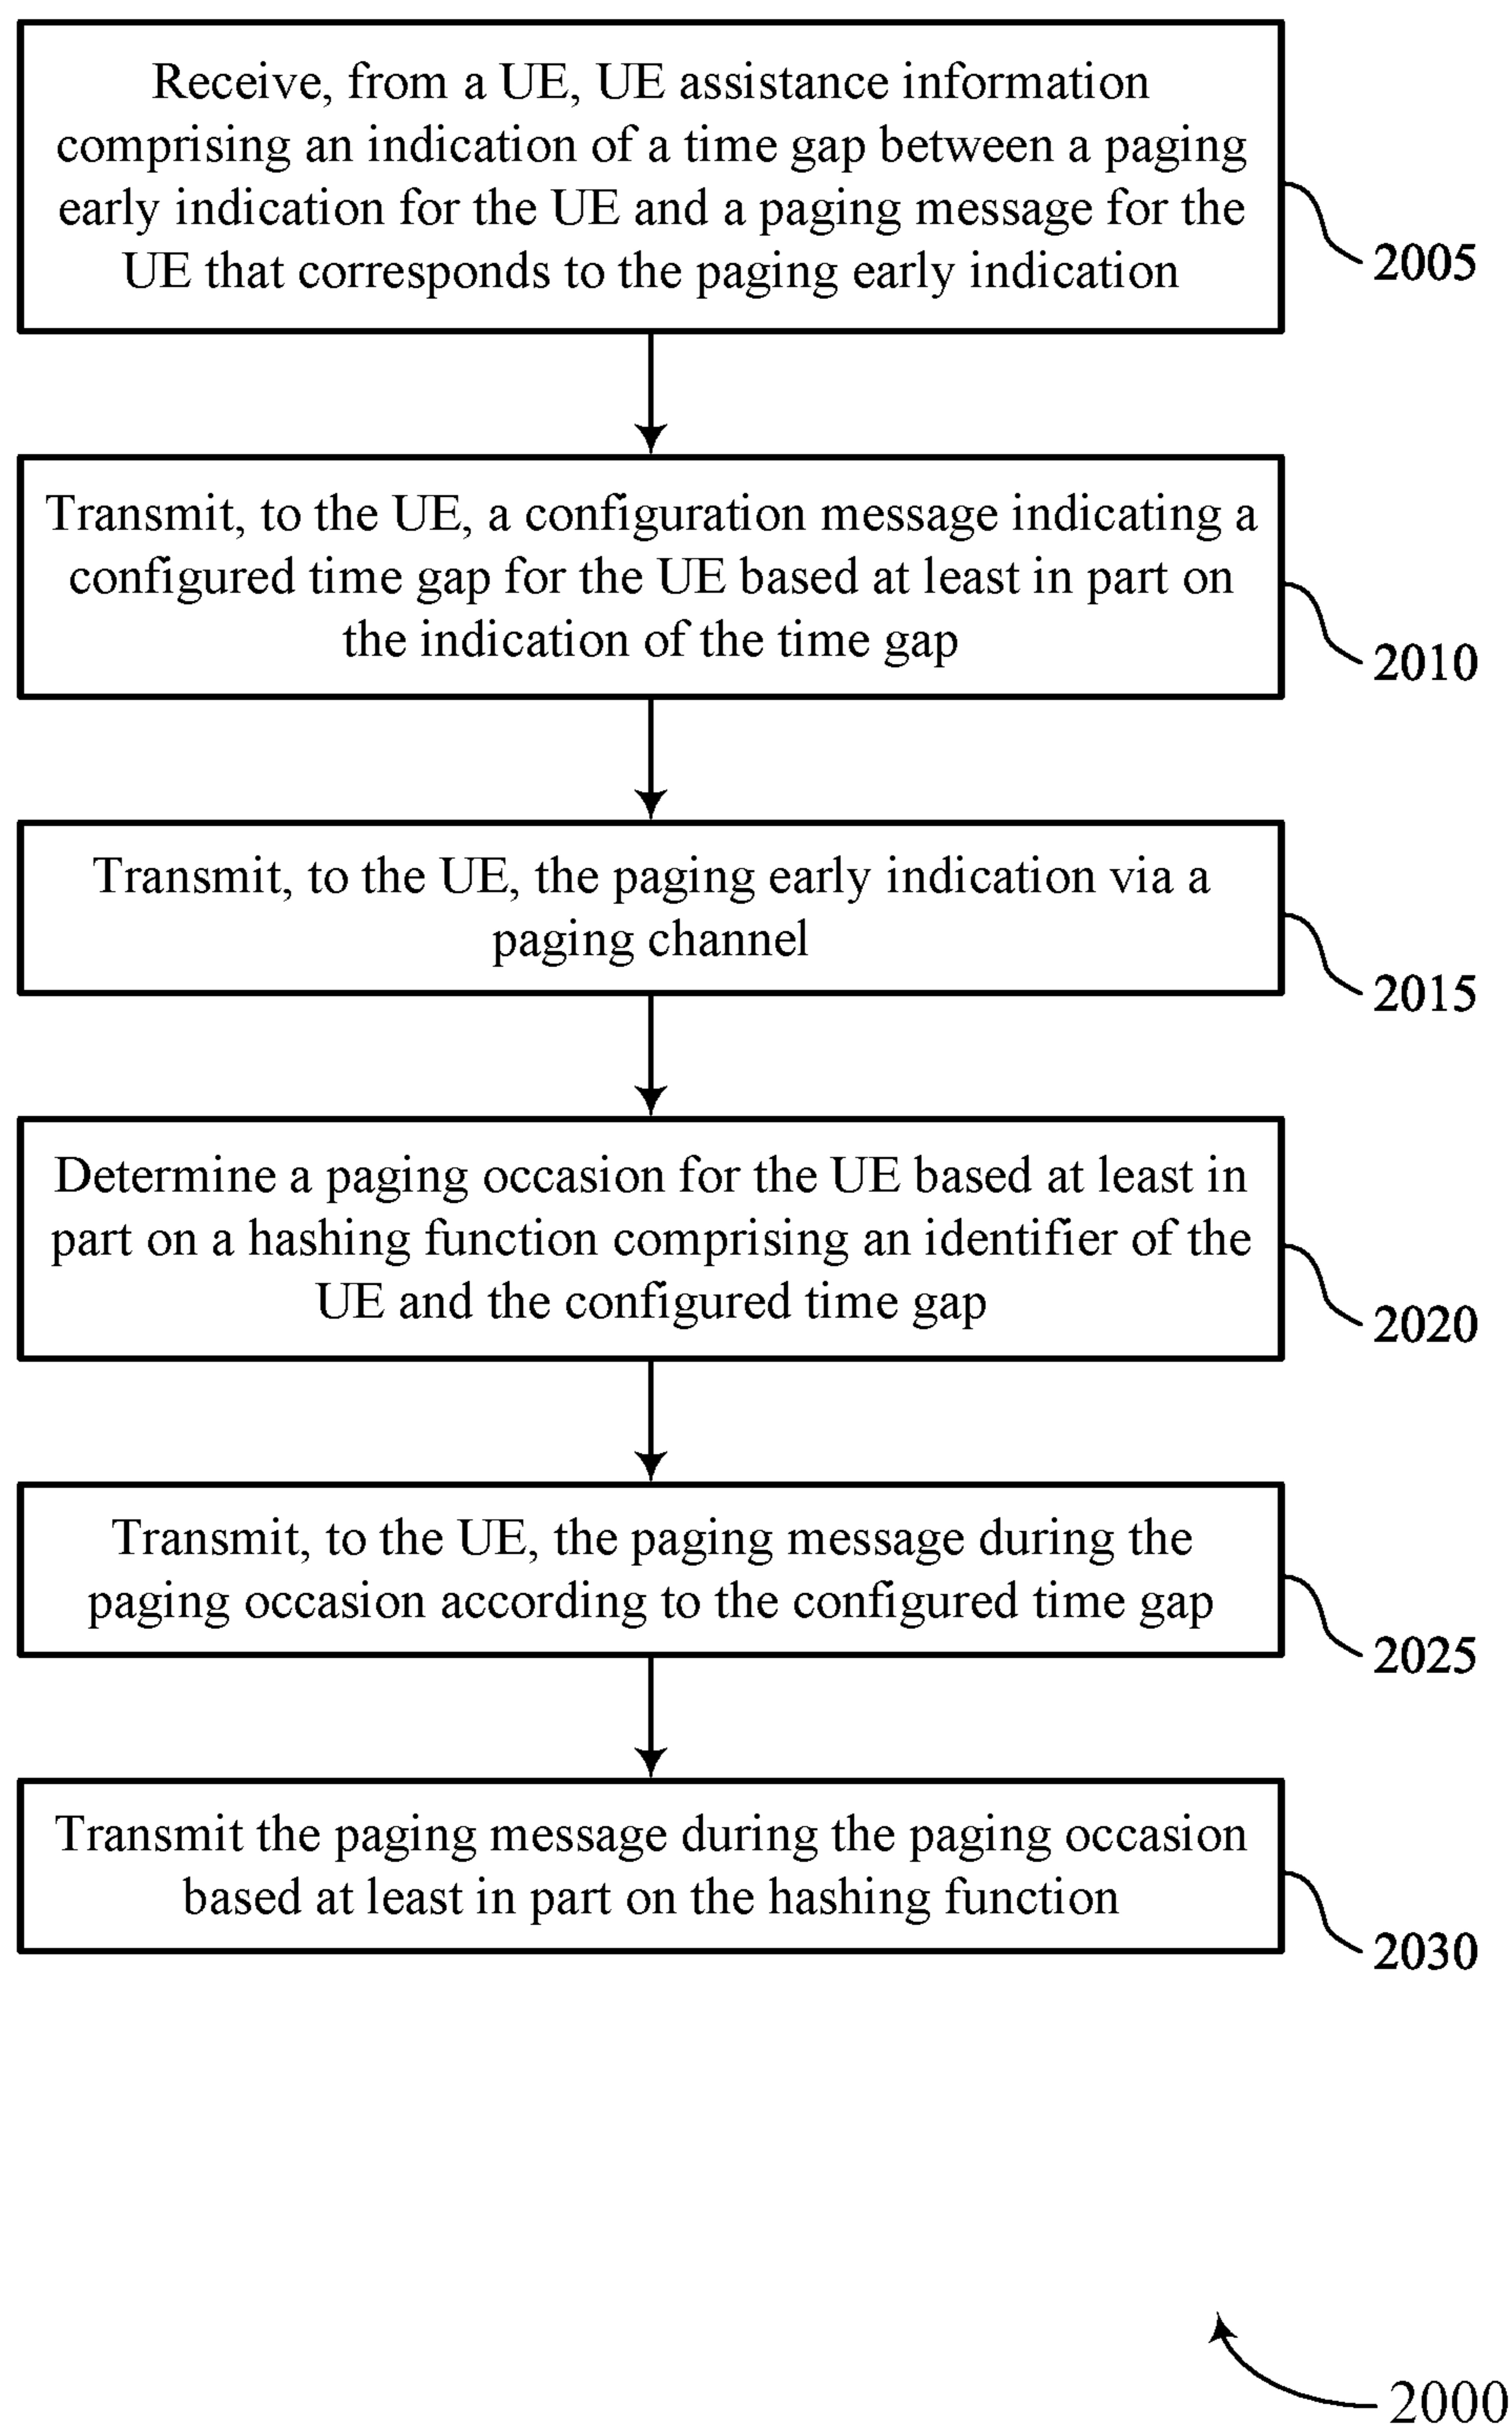 Receive, from a UE, UE assistance information
comprising an indication of a time gap between a paging
early indication for the UE and a paging message for the
UE that corresponds to the paging early indication
2005
Transmit, to the UE, a configuration message indicating a
configured time gap for the UE based at least in part on
the indication of the time gap
2010
Transmit, to the UE, the paging early indication via a
paging channel
2015
Determine a paging occasion for the UE based at least in
part on a hashing function comprising an identifier of the
UE and the configured time gap
2020
Transmit, to the UE, the paging message during the
paging occasion according to the configured time gap
2025
Transmit the paging message during the paging occasion
based at least in part on the hashing function
2030
2000